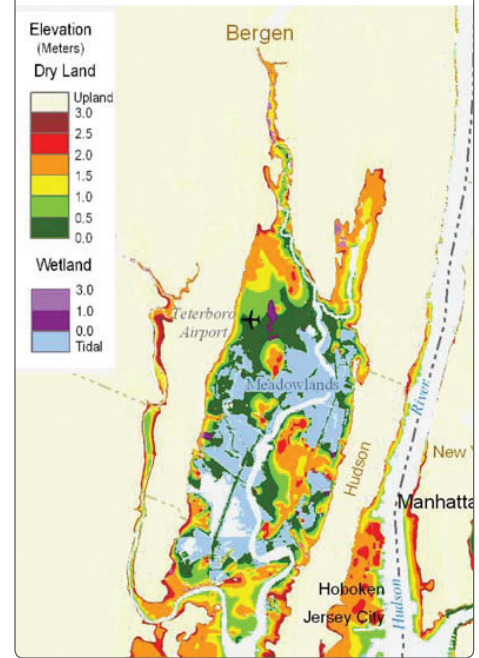 Elevation
(Meters)
Dry Land
Upland
3.0
2.5
2.0
1.5
1.0
0.5
0.0
Wetland
3.0
1.0
0.0
Tidal
Bergen
Teterboro
Airport
Meadowlands
River
Hudson
New Y
Manhatta
Hoboken
Jersey City
Hudson